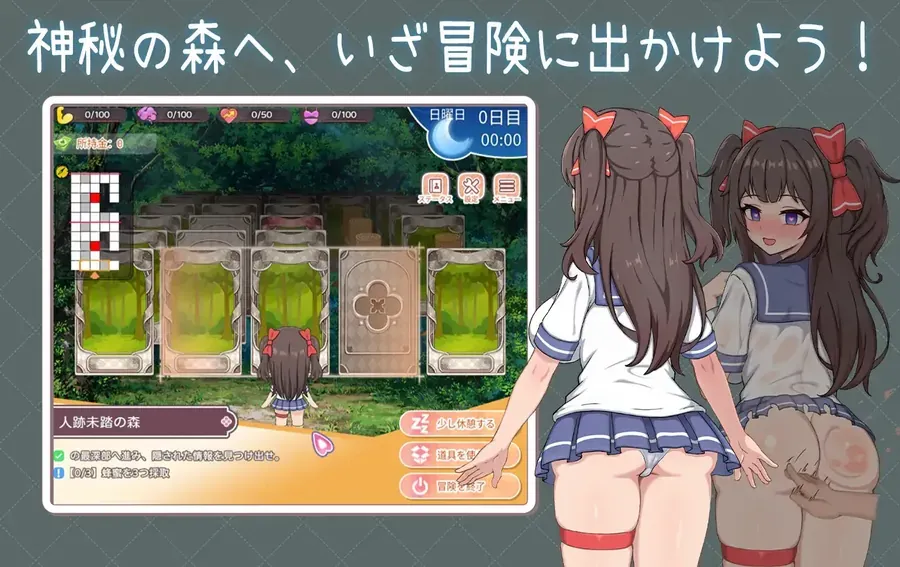 神秘の森へ、いざ冒険に出かけよう！
0/100 0/100 0/50 0/100
日曜日 0日目
00:00
所持金: 0
ステータス 設定 メニュー
人跡未踏の森
の最深部へ進み、隠された情報を見つけ出せ。
【0/3】蜂蜜を3つ採取
少し休憩する
道具を使
冒険を終了